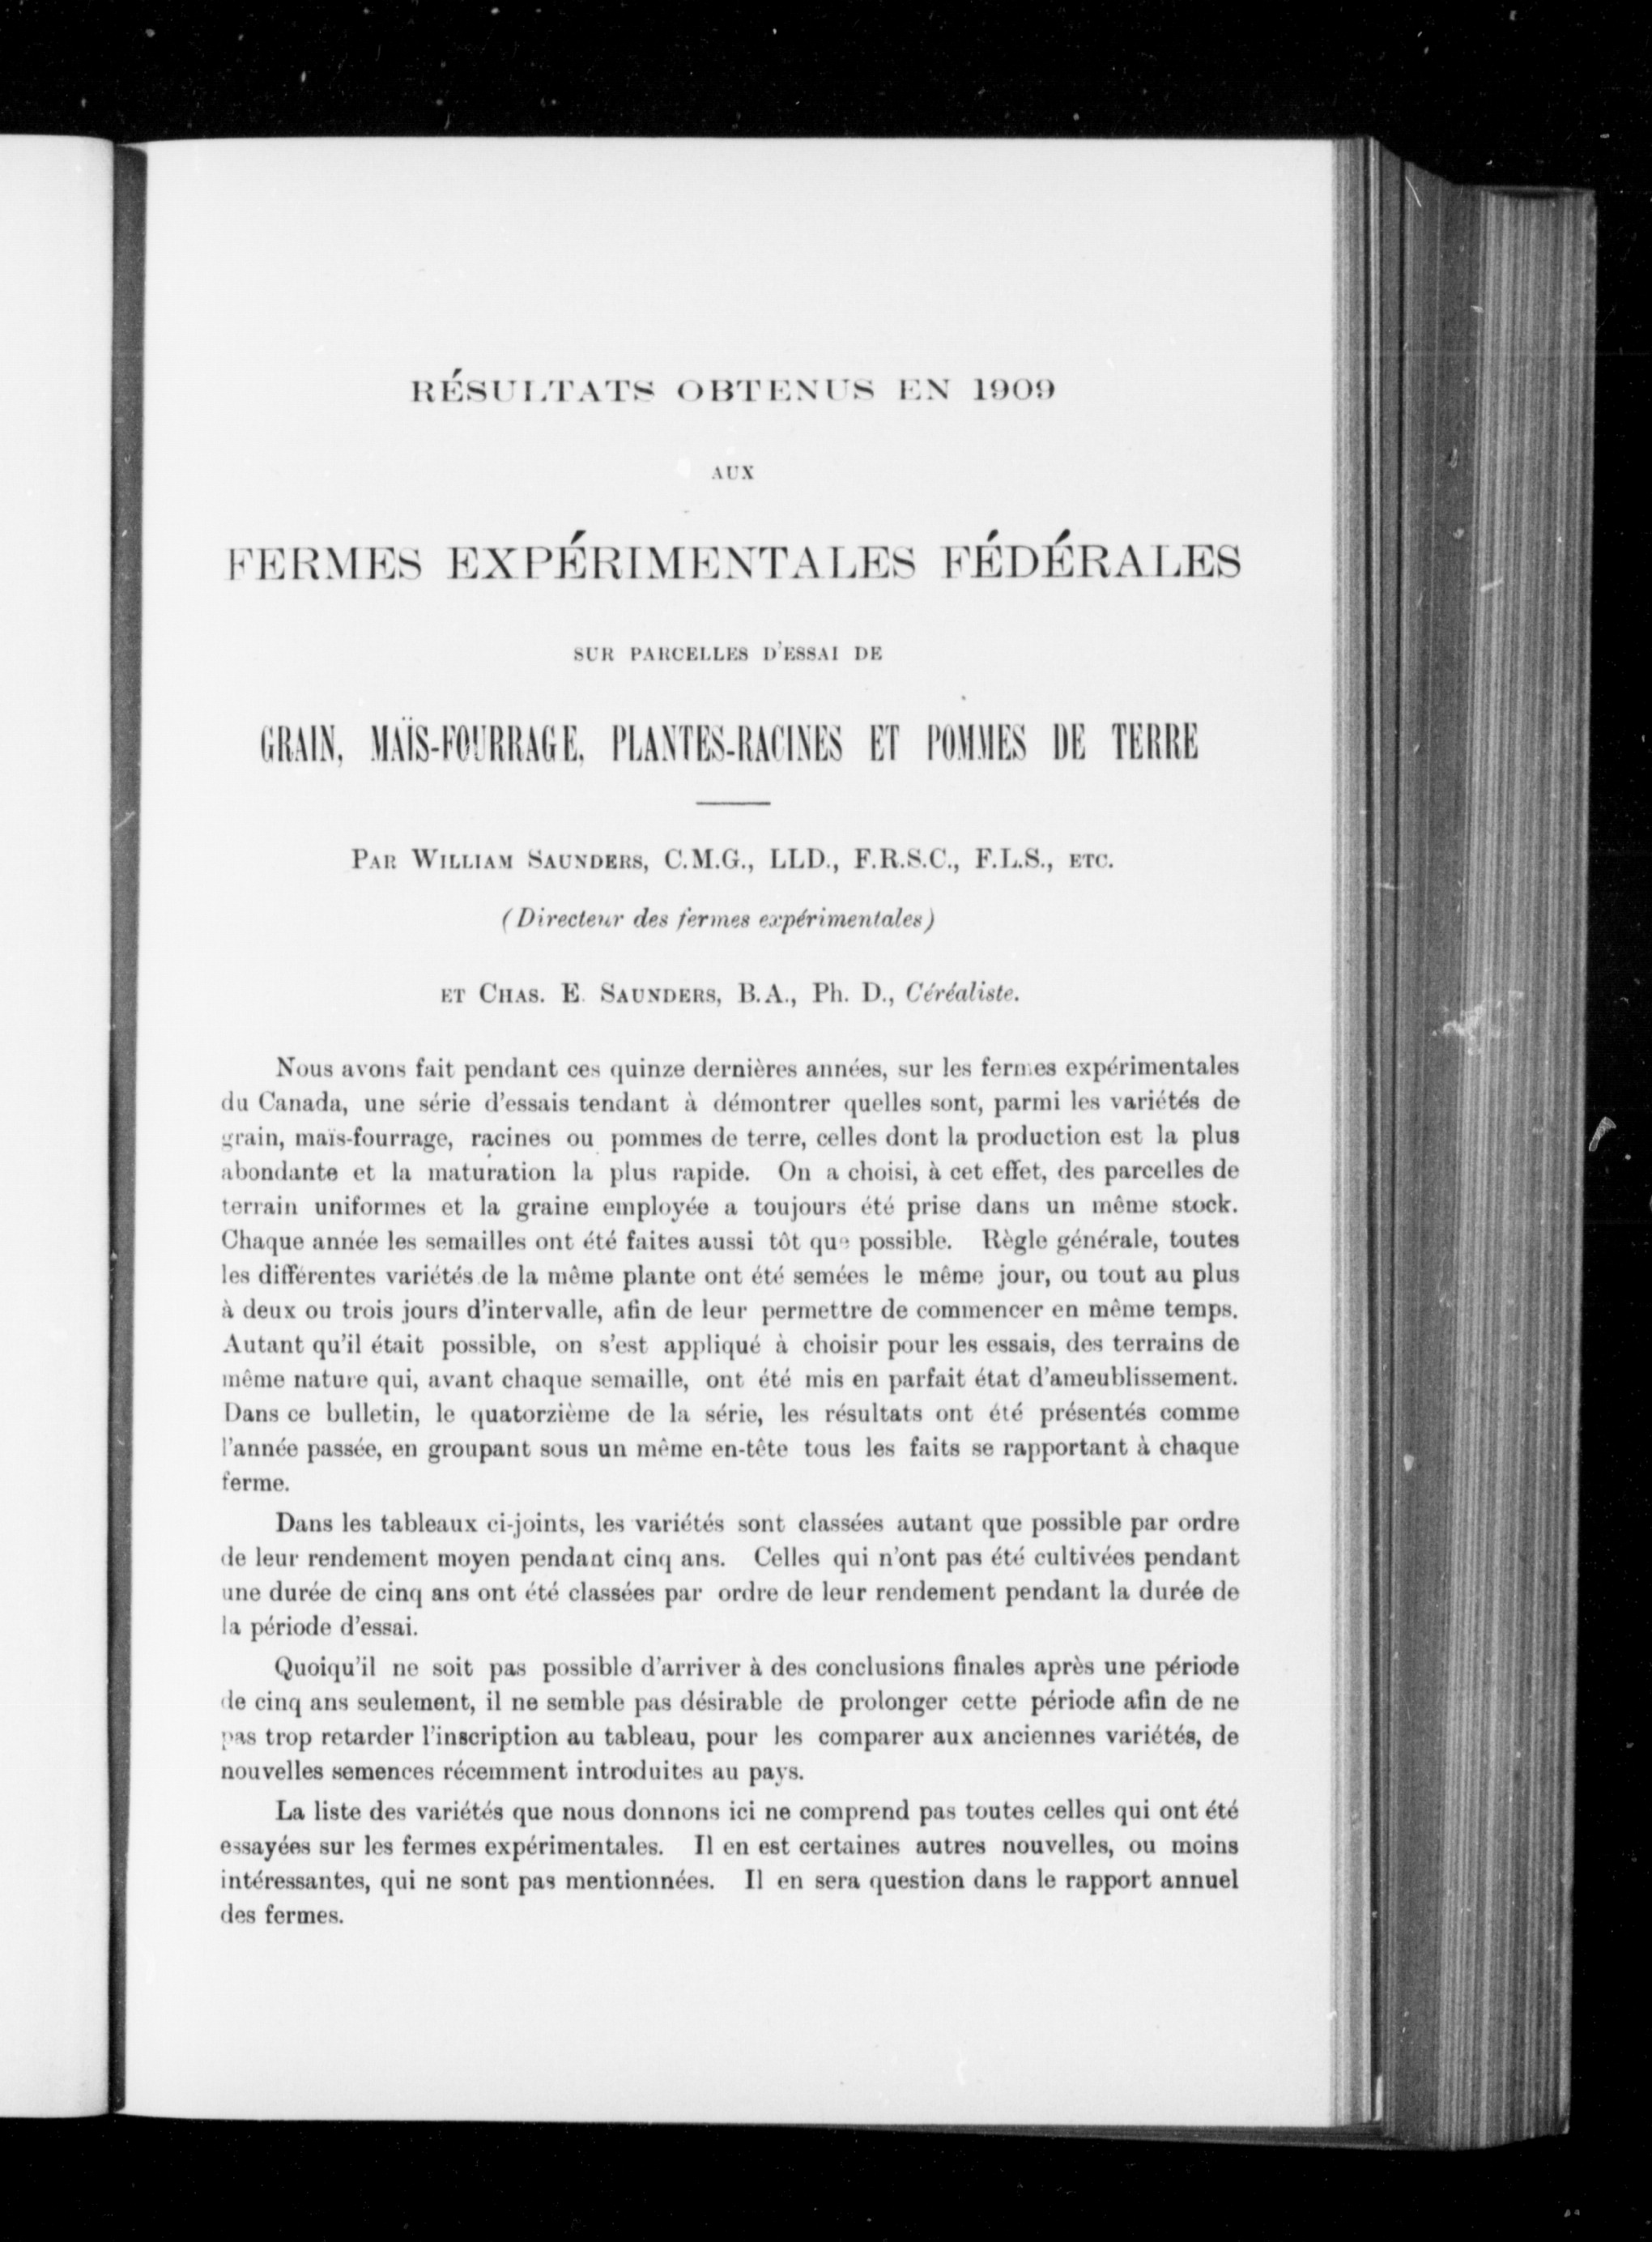 RÉSULTATS OBTENUS EN 1909
AUX
FERMES EXPÉRIMENTALES FÉDÉRALES
SUR PARCELLES D'ESSAI DE
GRAIN, MAÏS-FOURRAGE, PLANTES-RACINES ET POMMES DE TERRE
PAR WILLIAM SAUNDERS, C.M.G., LLD., F.R.S.C., F.L.S., ETC.
(Directeur des fermes expérimentales)
ET CHAS. E. SAUNDERS, B.A., Ph. D., Céréaliste.
Nous avons fait pendant ces quinze dernières années, sur les fermes expérimentales
du Canada, une série d'essais tendant à démontrer quelles sont, parmi les variétés de
grain, maïs-fourrage, racines ou pommes de terre, celles dont la production est la plus
abondante et la maturation la plus rapide. On a choisi, à cet effet, des parcelles de
terrain uniformes et la graine employée a toujours été prise dans un même stock.
Chaque année les semailles ont été faites aussi tôt que possible. Règle générale, toutes
les différentes variétés de la même plante ont été semées le même jour, ou tout au plus
à deux ou trois jours d'intervalle, afin de leur permettre de commencer en même temps.
Autant qu'il était possible, on s'est appliqué à choisir pour les essais, des terrains de
même nature qui, avant chaque semaille, ont été mis en parfait état d'ameublissement.
Dans ce bulletin, le quatorzième de la série, les résultats ont été présentés comme
l'année passée, en groupant sous un même en-tête tous les faits se rapportant à chaque
ferme.
Dans les tableaux ci-joints, les variétés sont classées autant que possible par ordre
de leur rendement moyen pendant cinq ans. Celles qui n'ont pas été cultivées pendant
une durée de cinq ans ont été classées par ordre de leur rendement pendant la durée de
la période d'essai.
Quoiqu'il ne soit pas possible d'arriver à des conclusions finales après une période
de cinq ans seulement, il ne semble pas désirable de prolonger cette période afin de ne
pas trop retarder l'inscription au tableau, pour les comparer aux anciennes variétés, de
nouvelles semences récemment introduites au pays.
La liste des variétés que nous donnons ici ne comprend pas toutes celles qui ont été
essayées sur les fermes expérimentales. Il en est certaines autres nouvelles, ou moins
intéressantes, qui ne sont pas mentionnées. Il en sera question dans le rapport annuel
des fermes.